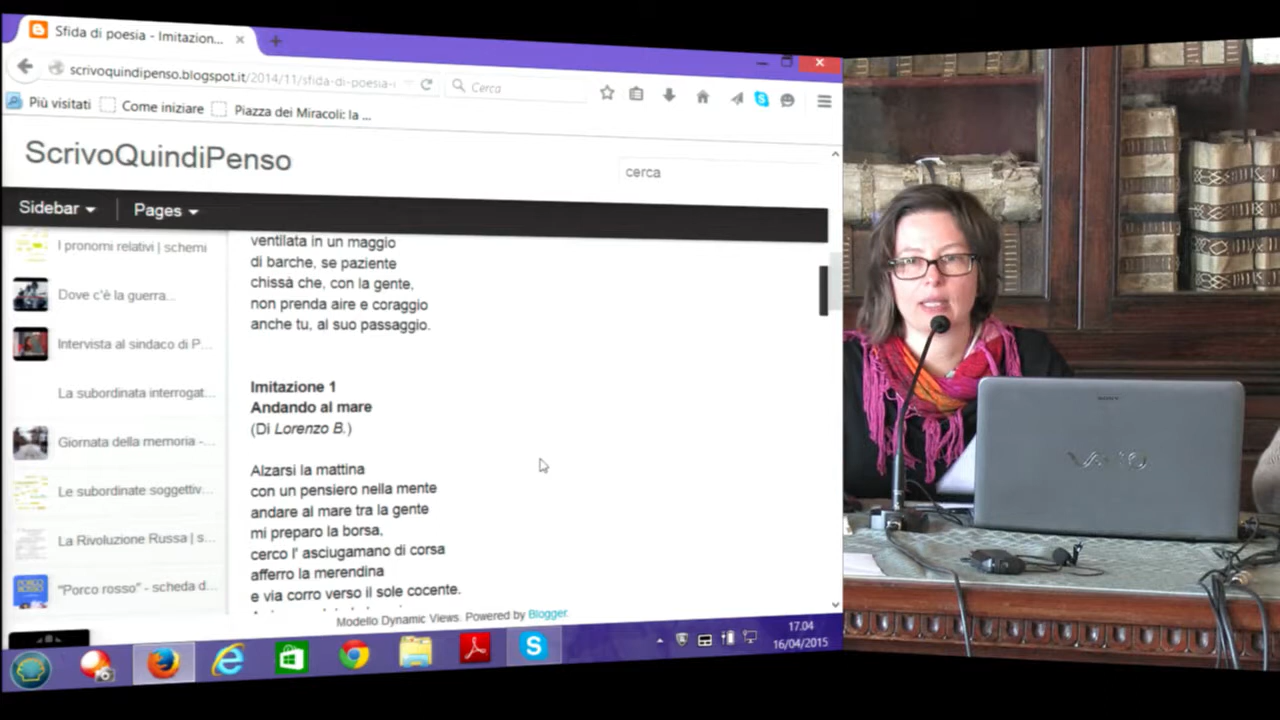 Sfida di poesia - Imitazion...
scrivoquindipenso.blogspot.it/2014/11/sfida-di-poesia-
Cerca
Più visitati
Come iniziare
Piazza dei Miracoli: la ...
ScrivoQuindiPenso
cerca
Sidebar
Pages
I pronomi relativi | schemi
Dove c'è la guerra...
Intervista al sindaco di P...
La subordinata interrogat...
Giornata della memoria -...
Le subordinate soggettiv...
La Rivoluzione Russa | s...
"Porco rosso" - scheda d...
ventilata in un maggio
di barche, se paziente
chissà che, con la gente,
non prenda aire e coraggio
anche tu, al suo passaggio.
Imitazione 1
Andando al mare
(Di Lorenzo B.)
Alzarsi la mattina
con un pensiero nella mente
andare al mare tra la gente
mi preparo la borsa,
cerco l' asciugamano di corsa
afferro la merendina
e via corro verso il sole cocente.
Modello Dynamic Views. Powered by Blogger.
17.04
16/04/2015
SONY
VAIO